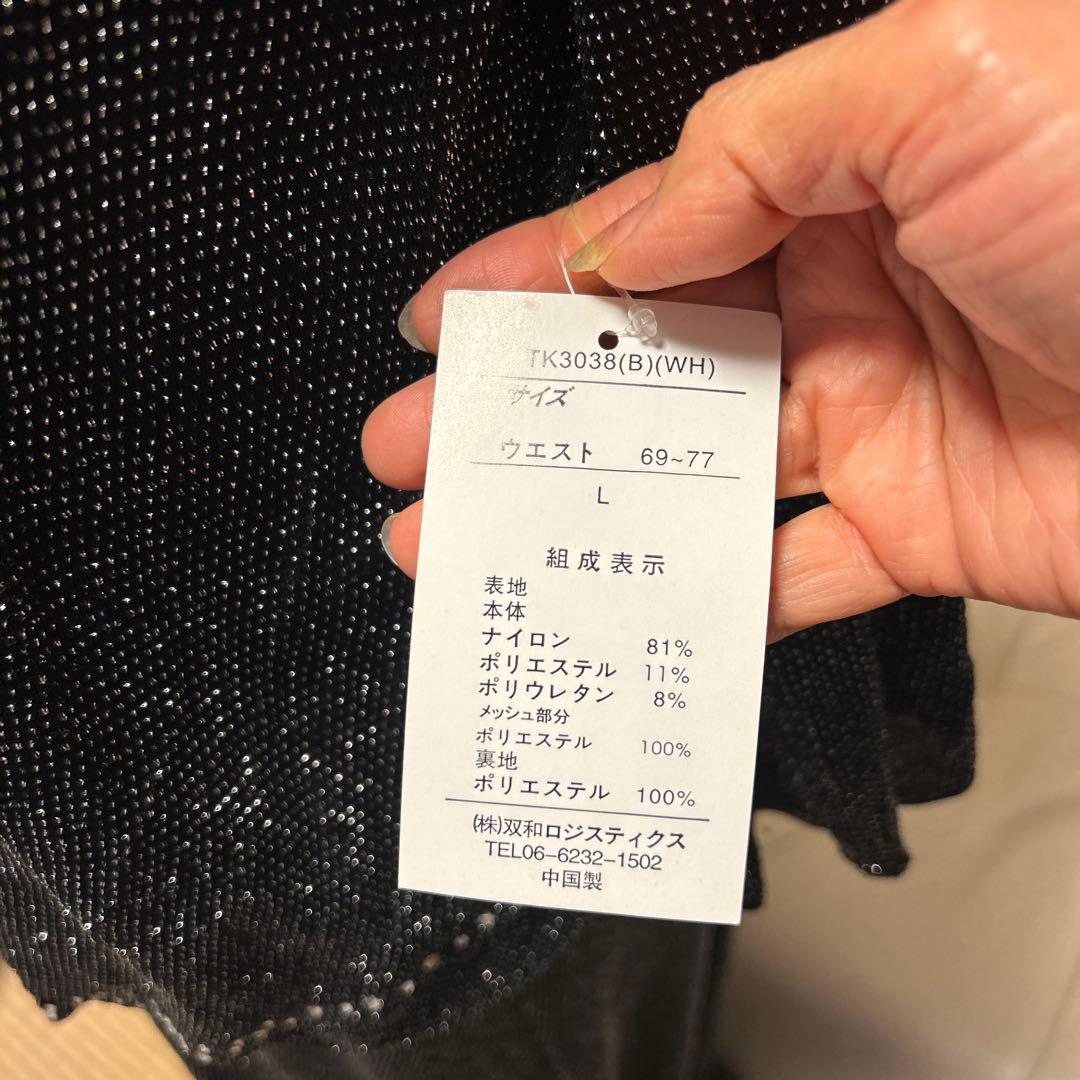 TK3038(B)(WH)
サイズ
ウエスト 69~77
L
組成表示
表地
本体
ナイロン 81%
ポリエステル 11%
ポリウレタン 8%
メッシュ部分
ポリエステル 100%
裏地
ポリエステル 100%
(株)双和ロジスティクス
TEL06-6232-1502
中国製